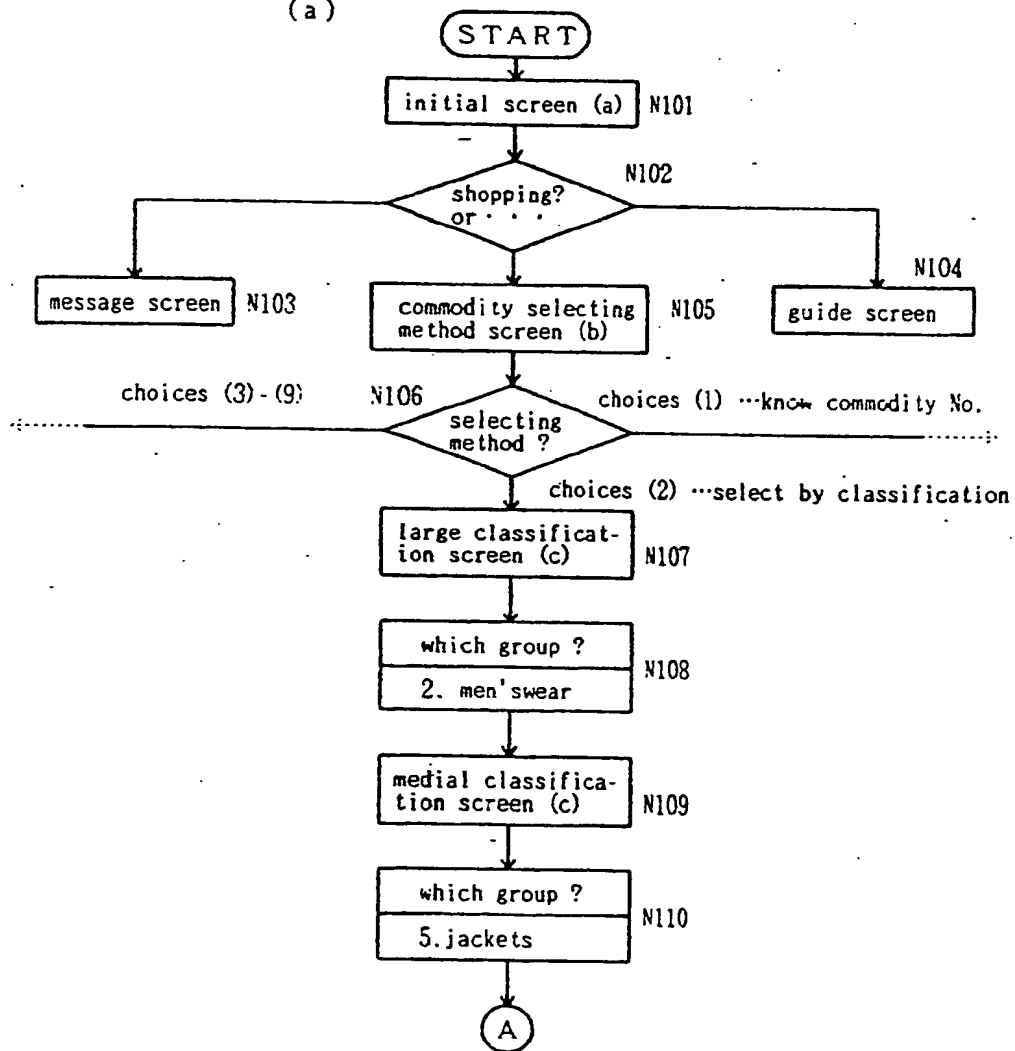 (a)
START
initial screen (a) N101
N102
shopping?
or · · ·
N104
message screen N103
commodity selecting
method screen (b)
N105
guide screen
choices (3)-(9)
N106
choices (1) …know commodity No.
selecting
method ?
choices (2) …select by classification
large classificat-
ion screen (c)
N107
which group ?
N108
2. men'swear
medial classifica-
tion screen (c)
N109
which group ?
N110
5.jackets
A